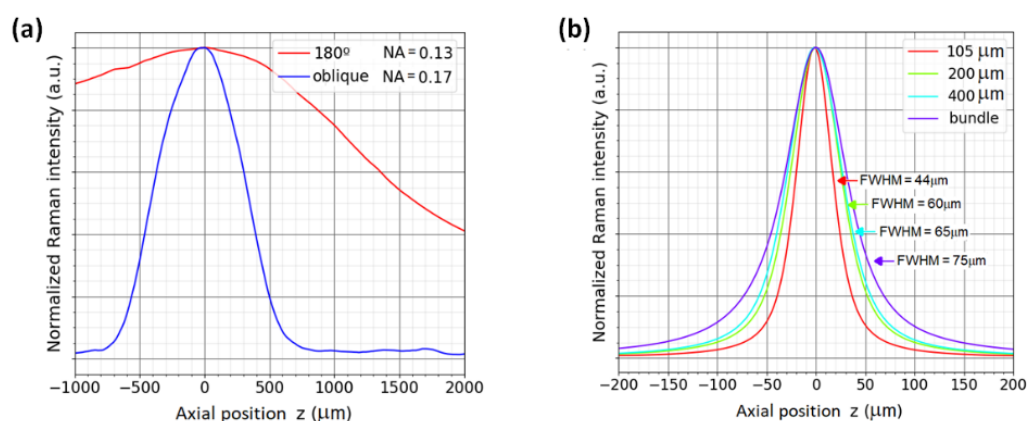 (a)
Normalized Raman intensity (a.u.)
180º NA = 0.13
oblique NA = 0.17
−1000 −500 0 500 1000 1500 2000
Axial position z (μm)
(b)
Normalized Raman intensity (a.u.)
105 μm
200 μm
400 μm
bundle
FWHM = 44μm
FWHM = 60μm
FWHM = 65μm
FWHM = 75μm
−200 −150 −100 −50 0 50 100 150 200
Axial position z (μm)